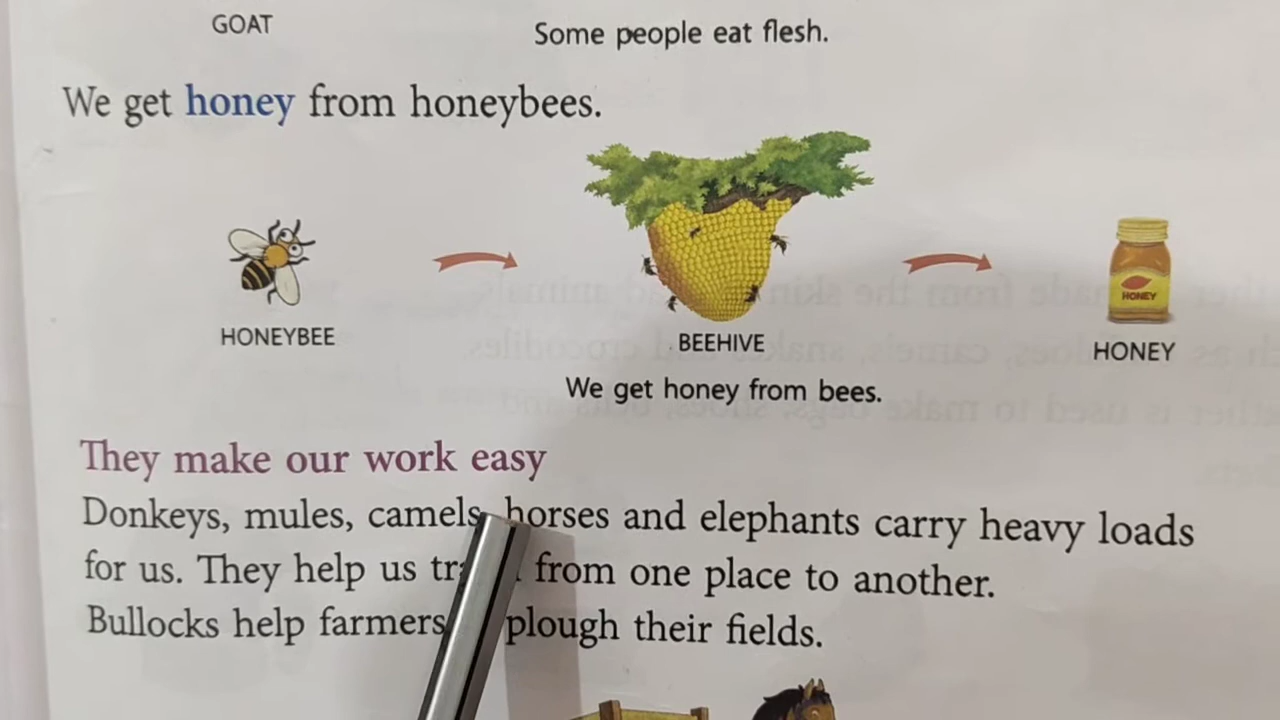 GOAT
Some people eat flesh.
We get honey from honeybees.
HONEY
HONEYBEE
BEEHIVE
HONEY
We get honey from bees.
They make our work easy
Donkeys, mules, camels, horses and elephants carry heavy loads
for us. They help us from one place to another.
Bullocks help farmers plough their fields.